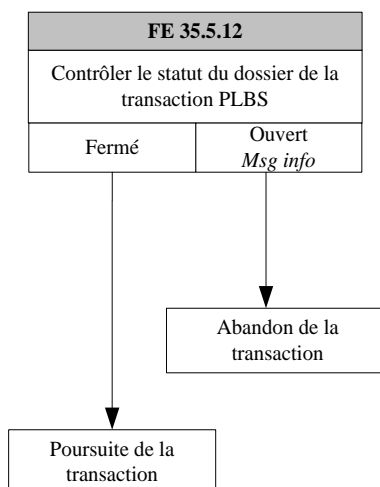 FE 35.5.12
Contrôler le statut du dossier de la
transaction PLBS
Fermé
Ouvert
Msg info
Abandon de la
transaction
Poursuite de la
transaction